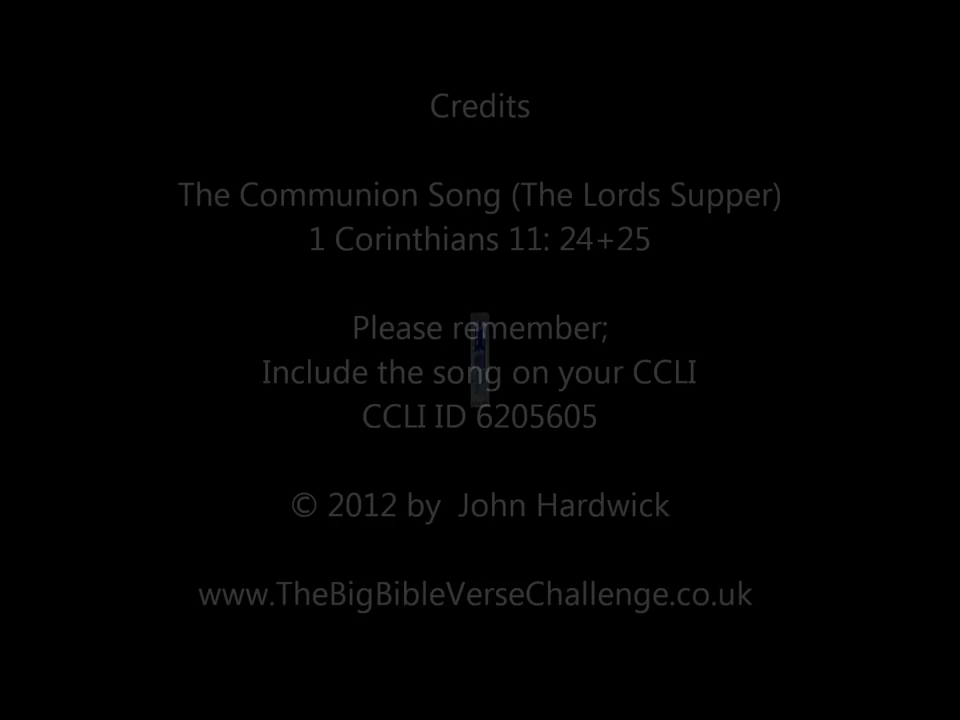 Credits
The Communion Song (The Lords Supper)
1 Corinthians 11: 24+25
Please remember;
Include the song on your CCLI
CCLI ID 6205605
© 2012 by  John Hardwick
www.TheBigBibleVerseChallenge.co.uk